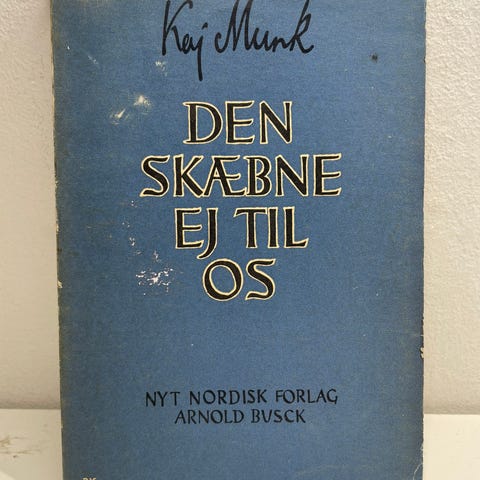 Kaj Munk
DEN
SKÆBNE
EJ TIL
OS
NYT NORDISK FORLAG
ARNOLD BUSCK